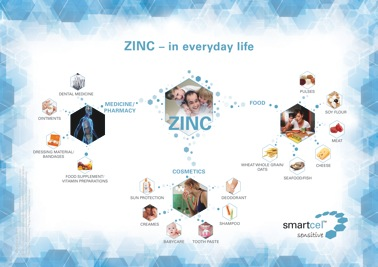 ZINC – in everyday life
DENTAL MEDICINE
OINTMENTS
DRESSING MATERIAL/
BANDAGES
FOOD SUPPLEMENT/
VITAMIN PREPARATIONS
MEDICINE/
PHARMACY
ZINC
FOOD
PULSES
SOY FLOUR
MEAT
CHEESE
SEAFOOD/FISH
WHEAT WHOLE GRAIN/
OATS
COSMETICS
SUN PROTECTION
CREAMES
BABYCARE
TOOTH PASTE
SHAMPOO
DEODORANT
smartcel™
sensitive